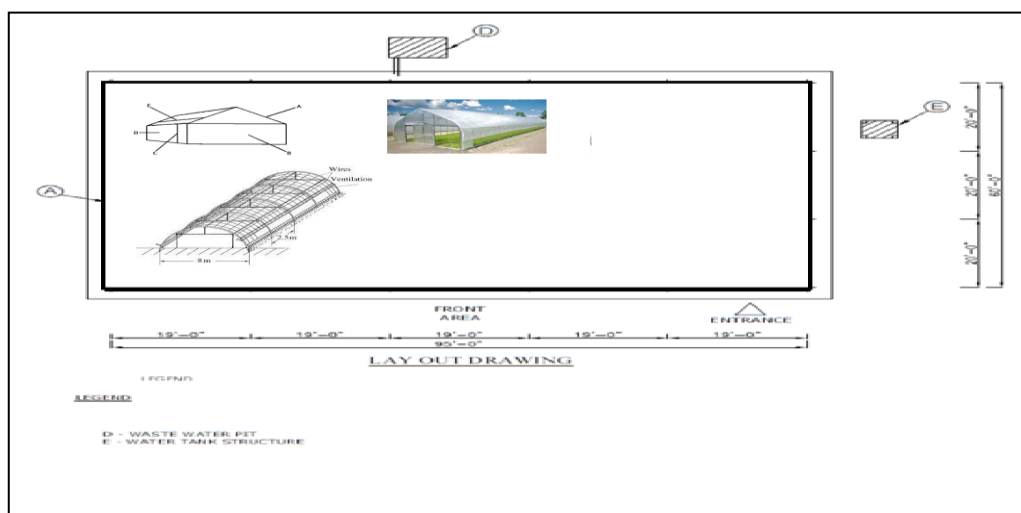 D
A
E
D
C
B
E
Wires
Ventilation
A
2.5m
8m
20'-0"
20'-0"
20'-0"
60'-0"
FRONT
AREA
ENTRANCE
19'-0" 19'-0" 19'-0" 19'-0" 19'-0"
95'-0"
LAY OUT DRAWING
LEGEND
LEGEND
D - WASTE WATER PIT
E - WATER TANK STRUCTURE